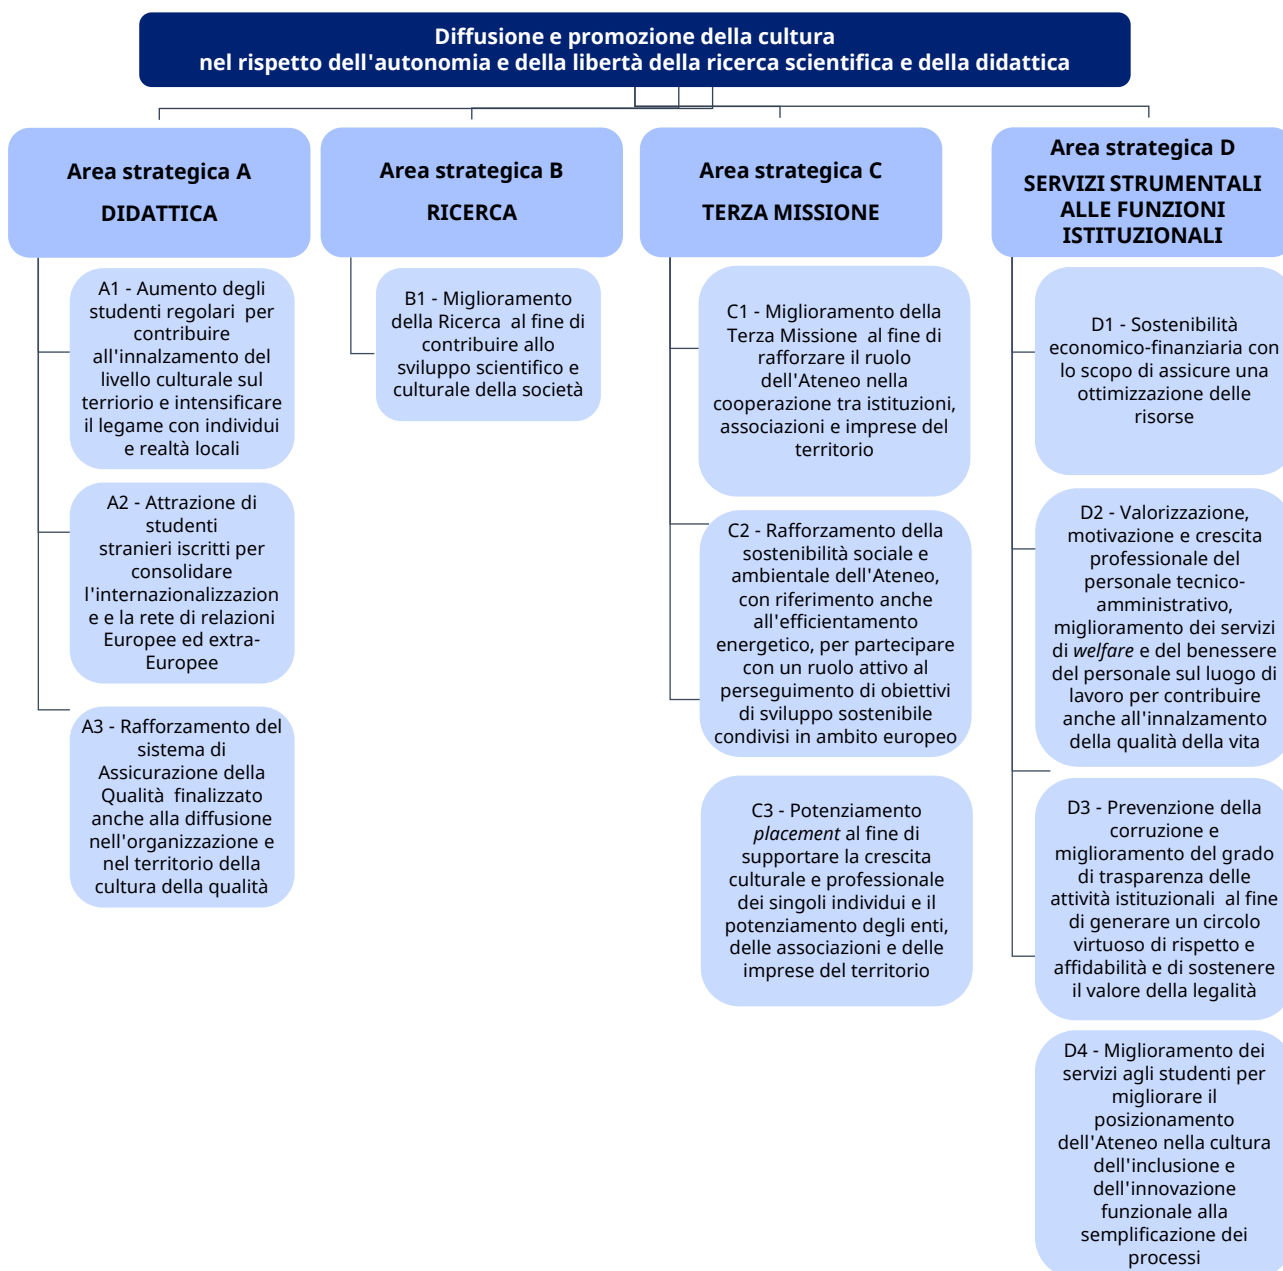 Diffusione e promozione della cultura
nel rispetto dell'autonomia e della libertà della ricerca scientifica e della didattica
Area strategica A
DIDATTICA
A1 - Aumento degli
studenti regolari per
contribuire
all'innalzamento del
livello culturale sul
terriorio e intensificare
il legame con individui
e realtà locali
A2 - Attrazione di
studenti
stranieri iscritti per
consolidare
l'internazionalizzazion
e e la rete di relazioni
Europee ed extra-
Europee
A3 - Rafforzamento del
sistema di
Assicurazione della
Qualità finalizzato
anche alla diffusione
nell'organizzazione e
nel territorio della
cultura della qualità
Area strategica B
RICERCA
B1 - Miglioramento
della Ricerca al fine di
contribuire allo
sviluppo scientifico e
culturale della società
Area strategica C
TERZA MISSIONE
C1 - Miglioramento della
Terza Missione al fine di
rafforzare il ruolo
dell'Ateneo nella
cooperazione tra istituzioni,
associazioni e imprese del
territorio
C2 - Rafforzamento della
sostenibilità sociale e
ambientale dell'Ateneo,
con riferimento anche
all'efficientamento
energetico, per partecipare
con un ruolo attivo al
perseguimento di obiettivi
di sviluppo sostenibile
condivisi in ambito europeo
C3 - Potenziamento
placement al fine di
supportare la crescita
culturale e professionale
dei singoli individui e il
potenziamento degli enti,
delle associazioni e delle
imprese del territorio
Area strategica D
SERVIZI STRUMENTALI
ALLE FUNZIONI
ISTITUZIONALI
D1 - Sostenibilità
economico-finanziaria con
lo scopo di assicure una
ottimizzazione delle
risorse
D2 - Valorizzazione,
motivazione e crescita
professionale del
personale tecnico-
amministrativo,
miglioramento dei servizi
di welfare e del benessere
del personale sul luogo di
lavoro per contribuire
anche all'innalzamento
della qualità della vita
D3 - Prevenzione della
corruzione e
miglioramento del grado
di trasparenza delle
attività istituzionali al fine
di generare un circolo
virtuoso di rispetto e
affidabilità e di sostenere
il valore della legalità
D4 - Miglioramento dei
servizi agli studenti per
migliorare il
posizionamento
dell'Ateneo nella cultura
dell'inclusione e
dell'innovazione
funzionale alla
semplificazione dei
processi